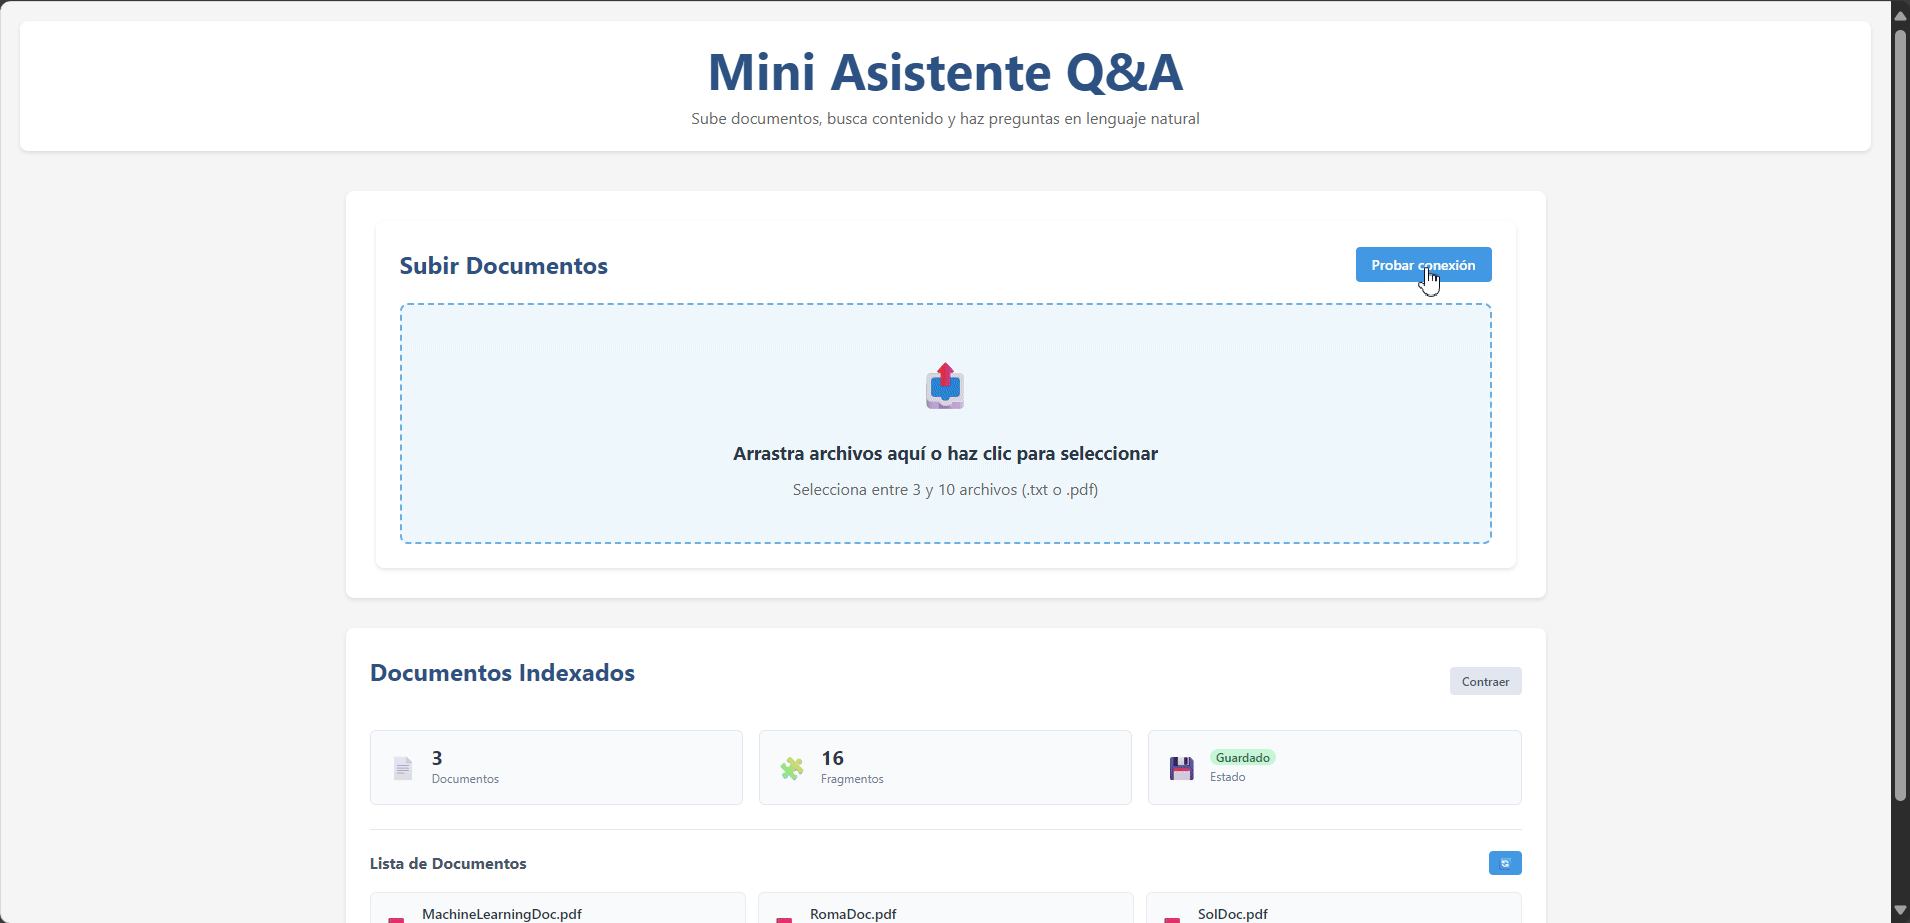 Mini Asistente Q&A
Sube documentos, busca contenido y haz preguntas en lenguaje natural
Subir Documentos
Probar conexión
Arrastra archivos aquí o haz clic para seleccionar
Selecciona entre 3 y 10 archivos (.txt o .pdf)
Documentos Indexados
Contraer
3
Documentos
16
Fragmentos
Guardado
Estado
Lista de Documentos
MachineLearningDoc.pdf
RomaDoc.pdf
SolDoc.pdf